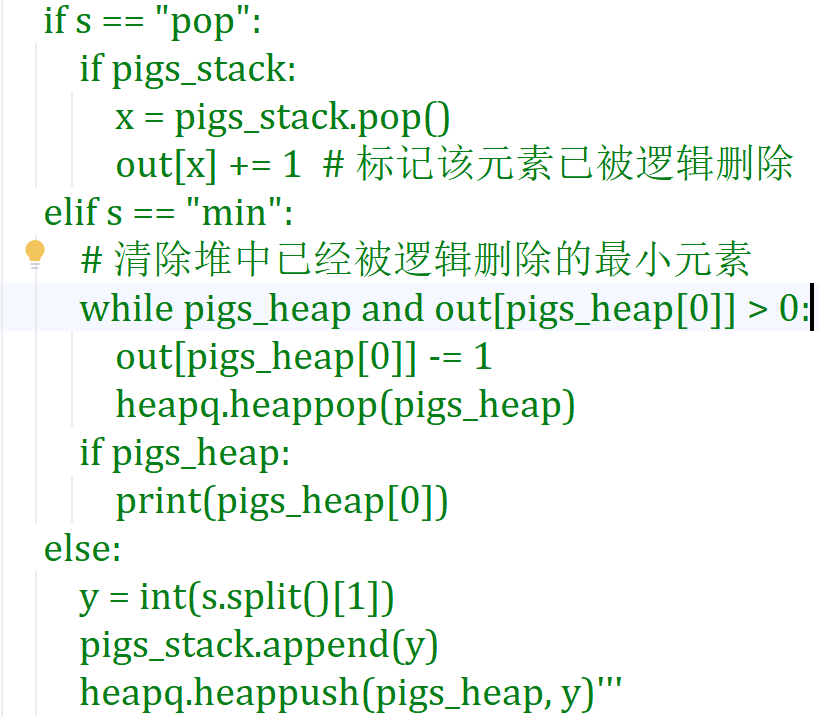 if s == "pop":
    if pigs_stack:
        x = pigs_stack.pop()
        out[x] += 1  # 标记该元素已被逻辑删除
elif s == "min":
    # 清除堆中已经被逻辑删除的最小元素
    while pigs_heap and out[pigs_heap[0]] > 0:
        out[pigs_heap[0]] -= 1
        heapq.heappop(pigs_heap)
    if pigs_heap:
        print(pigs_heap[0])
else:
    y = int(s.split()[1])
    pigs_stack.append(y)
    heapq.heappush(pigs_heap, y)'''